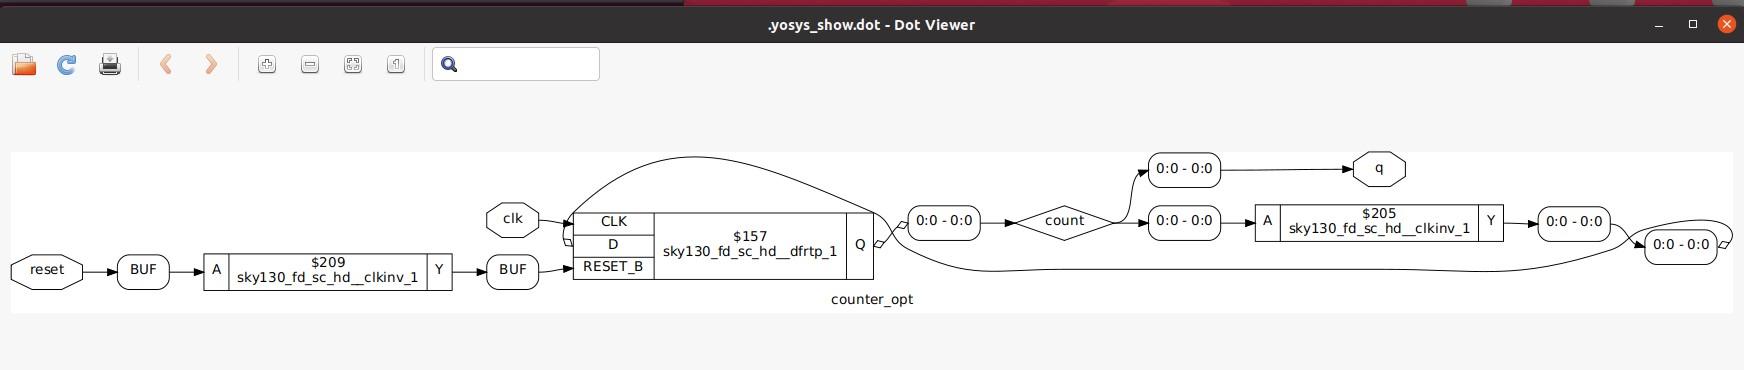 .yosys_show.dot - Dot Viewer
0:0 - 0:0
q
clk
CLK
D
RESET_B
$157
sky130_fd_sc_hd__dfrtp_1
Q
0:0 - 0:0
count
0:0 - 0:0
A
$205
sky130_fd_sc_hd__clkinv_1
Y
0:0 - 0:0
0:0 - 0:0
reset
BUF
A
$209
sky130_fd_sc_hd__clkinv_1
Y
BUF
counter_opt